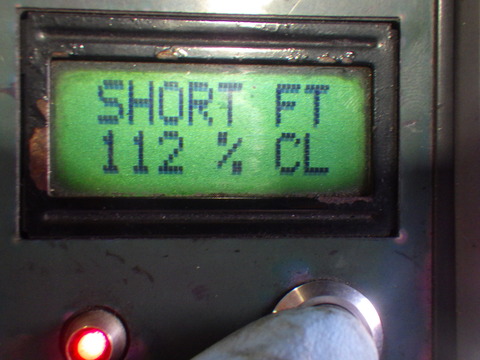 SHORT FT
112 % CL